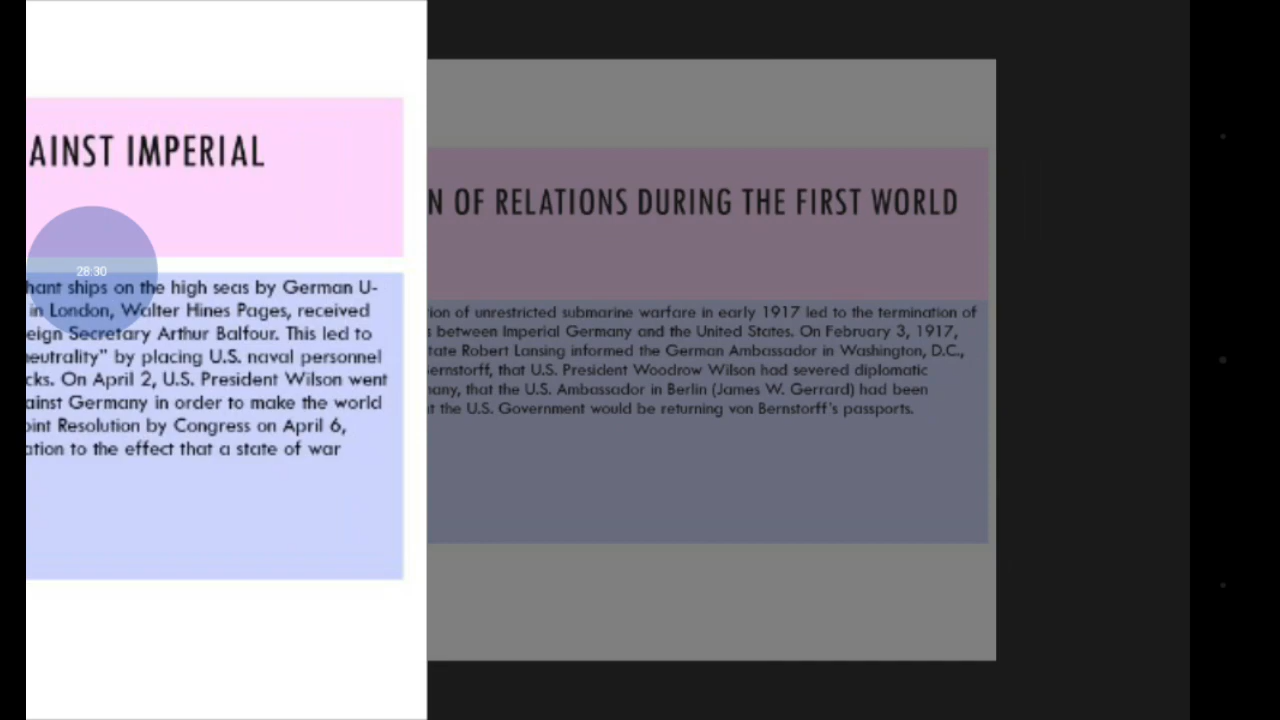 AINST IMPERIAL
28:30
hant ships on the high seas by German U-
in London, Walter Hines Pages, received
eign Secretary Arthur Balfour. This led to
eutrality” by placing U.S. naval personnel
cks. On April 2, U.S. President Wilson went
ainst Germany in order to make the world
oint Resolution by Congress on April 6,
ation to the effect that a state of war
N OF RELATIONS DURING THE FIRST WORLD
ion of unrestricted submarine warfare in early 1917 led to the termination of
s between Imperial Germany and the United States. On February 3, 1917,
tate Robert Lansing informed the German Ambassador in Washington, D.C.,
ernstorff, that U.S. President Woodrow Wilson had severed diplomatic
many, that the U.S. Ambassador in Berlin (James W. Gerrard) had been
t the U.S. Government would be returning von Bernstorff's passports.